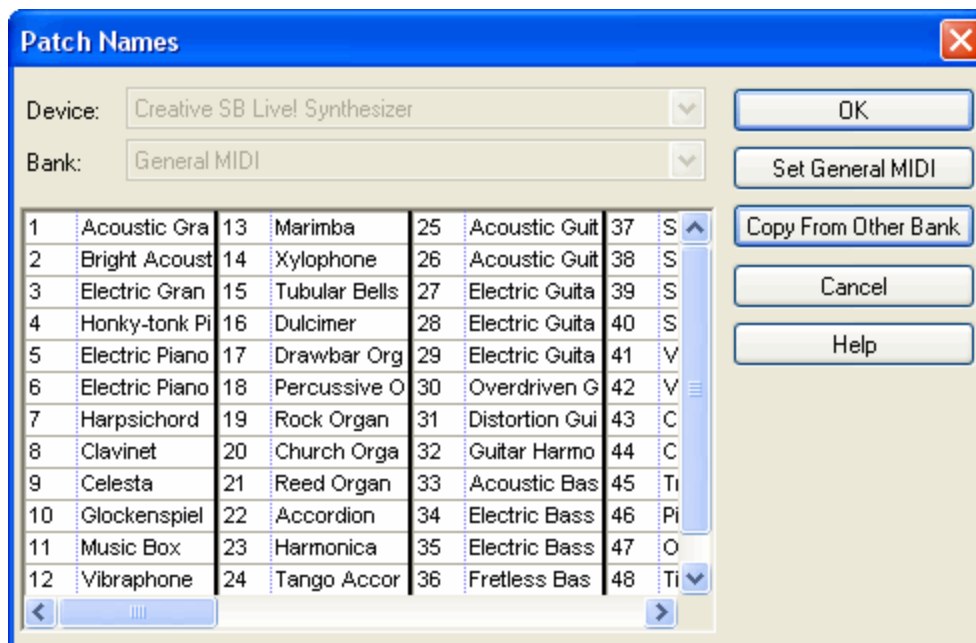 Patch Names
Device: Creative SB Live! Synthesizer
OK
Bank: General MIDI
Set General MIDI
1 Acoustic Gra 13 Marimba 25 Acoustic Guit 37 S
Copy From Other Bank
2 Bright Acoust 14 Xylophone 26 Acoustic Guit 38 S
3 Electric Gran 15 Tubular Bells 27 Electric Guita 39 S
Cancel
4 Honky-tonk Pi 16 Dulcimer 28 Electric Guita 40 S
5 Electric Piano 17 Drawbar Org 29 Electric Guita 41 V
Help
6 Electric Piano 18 Percussive O 30 Overdriven G 42 V
7 Harpsichord 19 Rock Organ 31 Distortion Gui 43 C
8 Clavinet 20 Church Orga 32 Guitar Harmo 44 C
9 Celesta 21 Reed Organ 33 Acoustic Bas 45 Tr
10 Glockenspiel 22 Accordion 34 Electric Bass 46 Pi
11 Music Box 23 Harmonica 35 Electric Bass 47 O
12 Vibraphone 24 Tango Accor 36 Fretless Bas 48 Ti